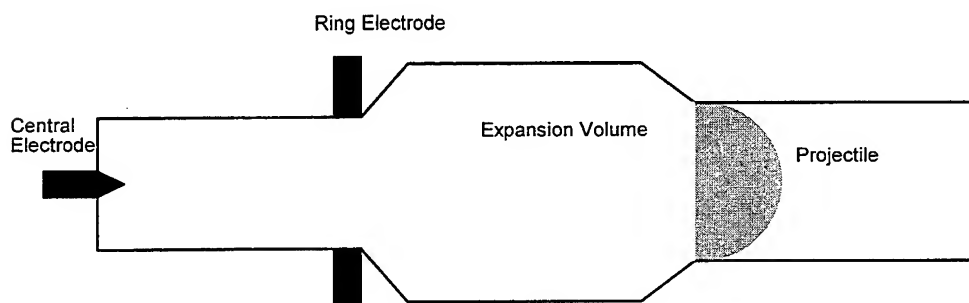 Ring Electrode
Central
Electrode
Expansion Volume
Projectile